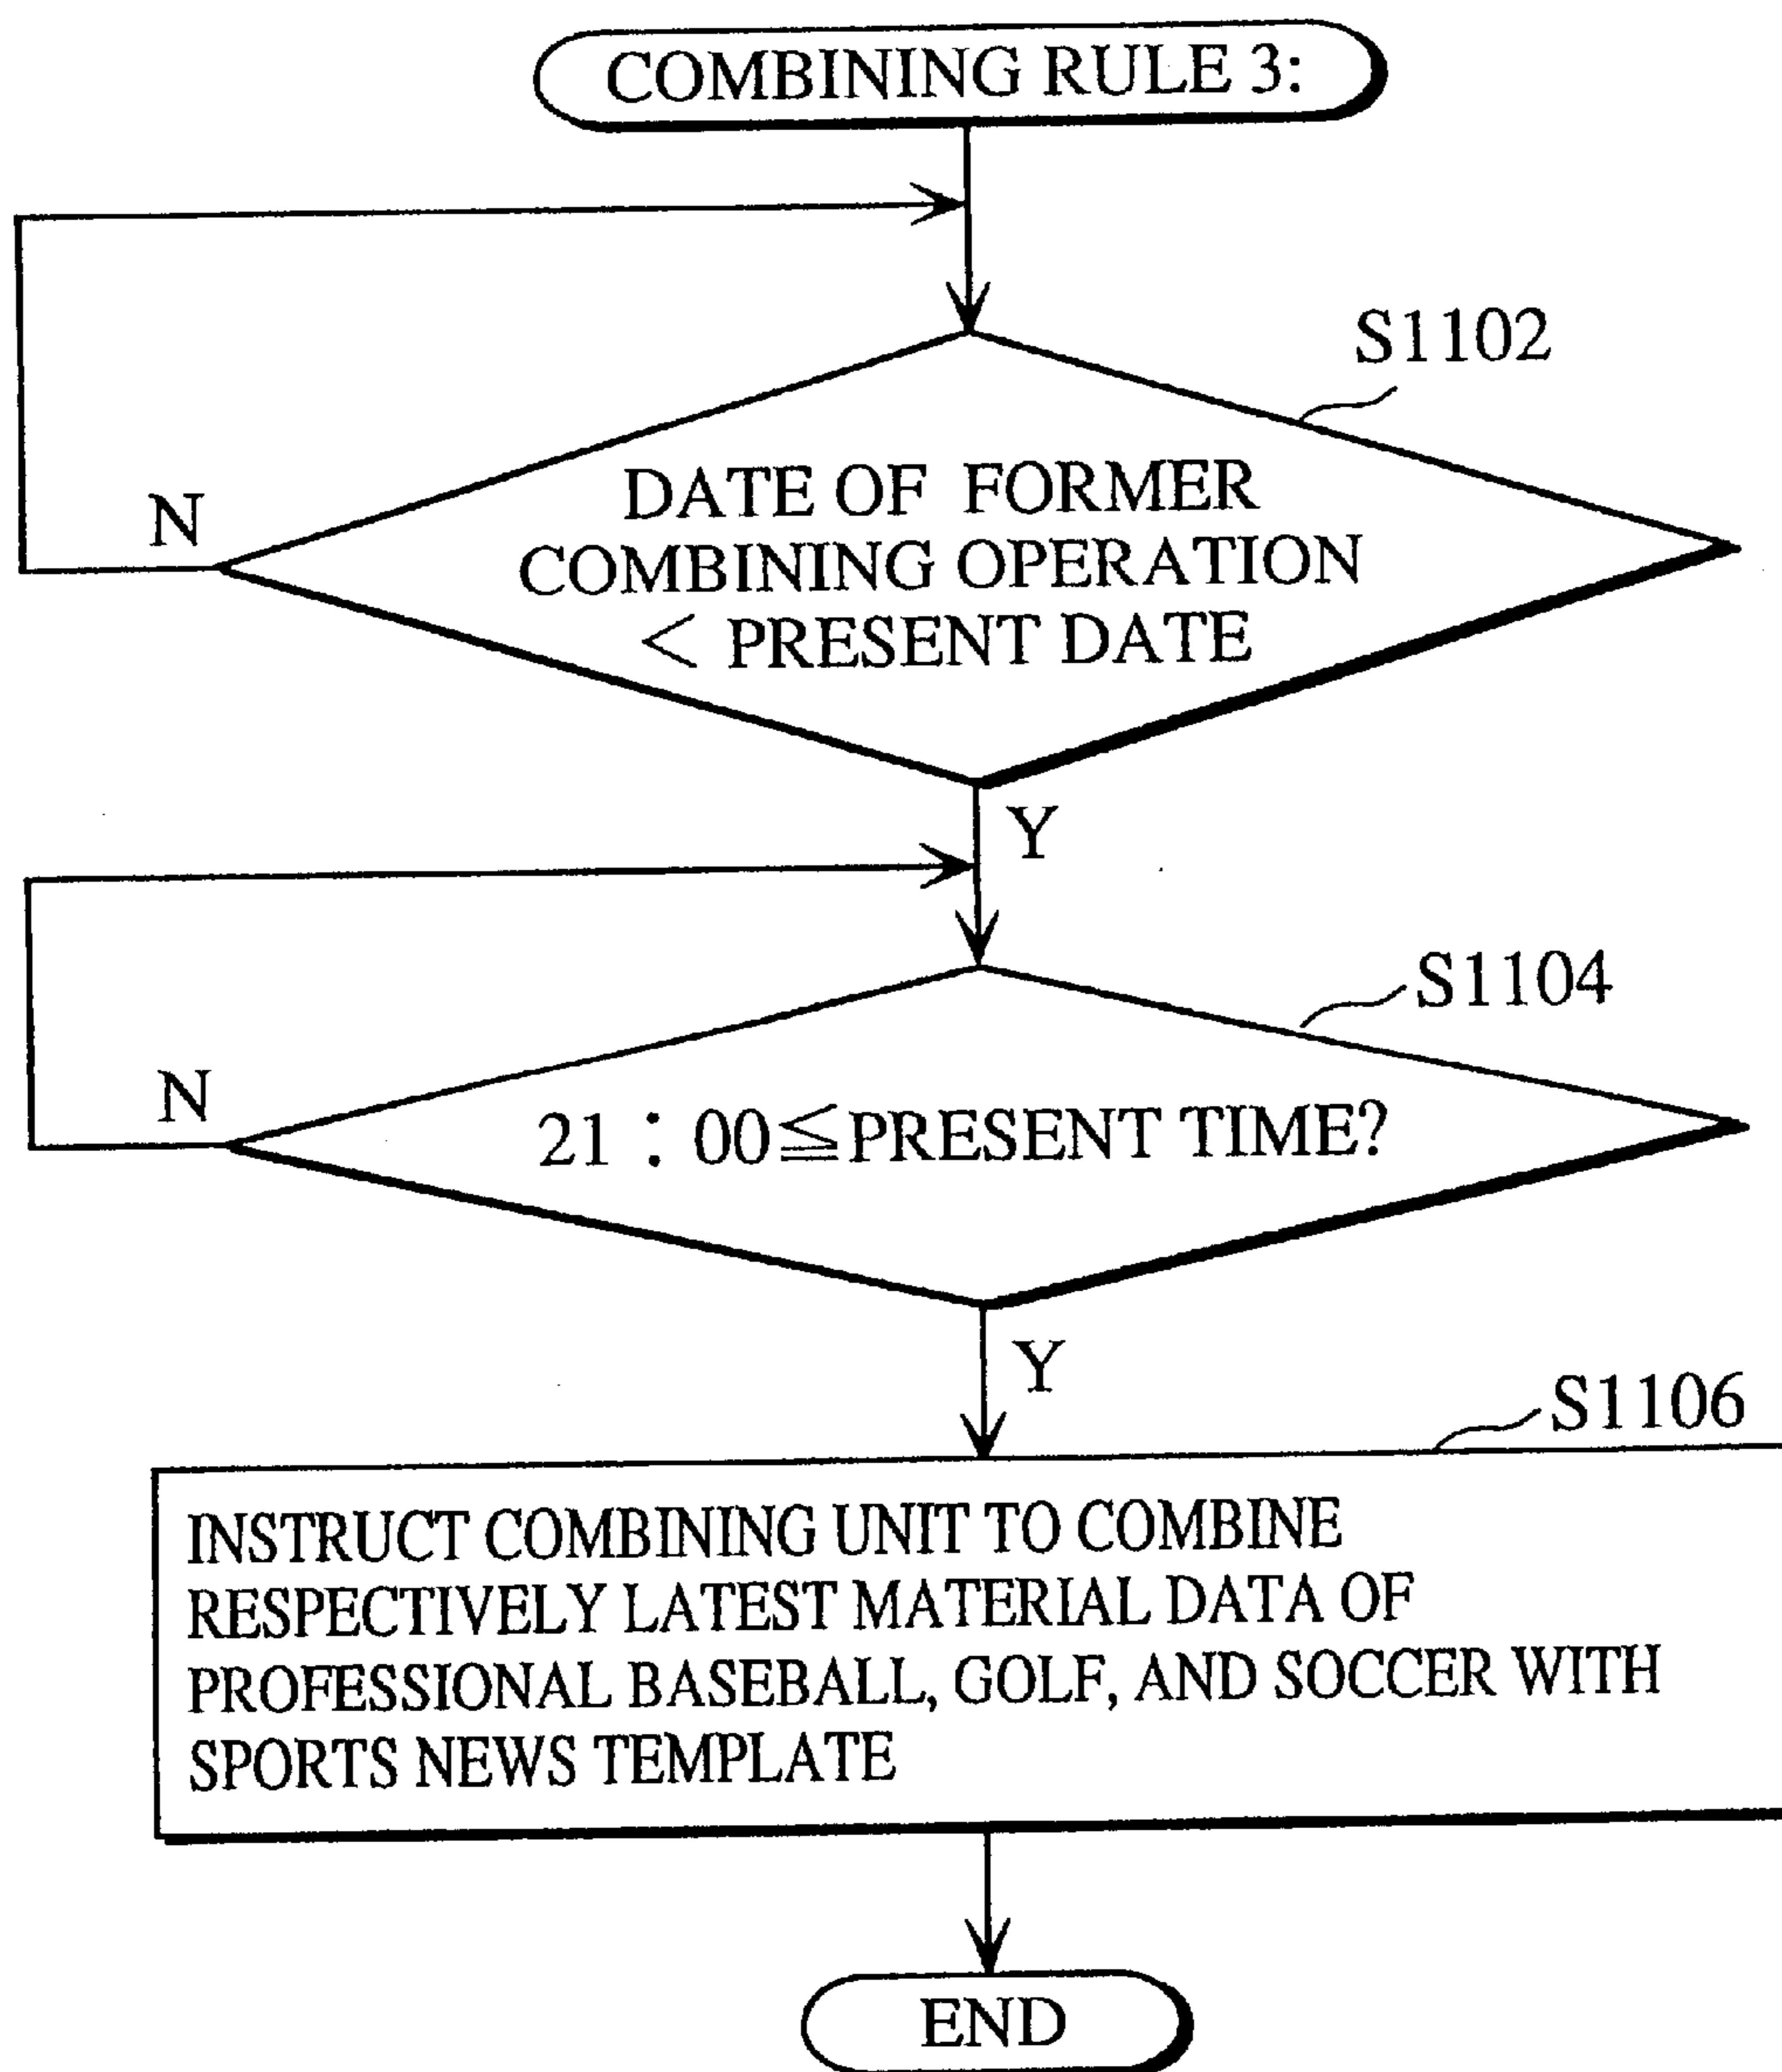 COMBINING RULE 3:
S1102
DATE OF FORMER
COMBINING OPERATION
< PRESENT DATE
N
Y
S1104
21 : 00≦PRESENT TIME?
N
Y
S1106
INSTRUCT COMBINING UNIT TO COMBINE
RESPECTIVELY LATEST MATERIAL DATA OF
PROFESSIONAL BASEBALL, GOLF, AND SOCCER WITH
SPORTS NEWS TEMPLATE
END